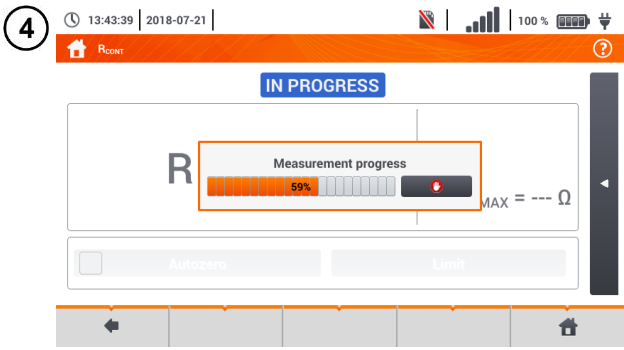 4
13:43:39 2018-07-21 100 %
RCONT ?
IN PROGRESS
Measurement progress
R
59%
MAX = --- Ω
Autozero Limit